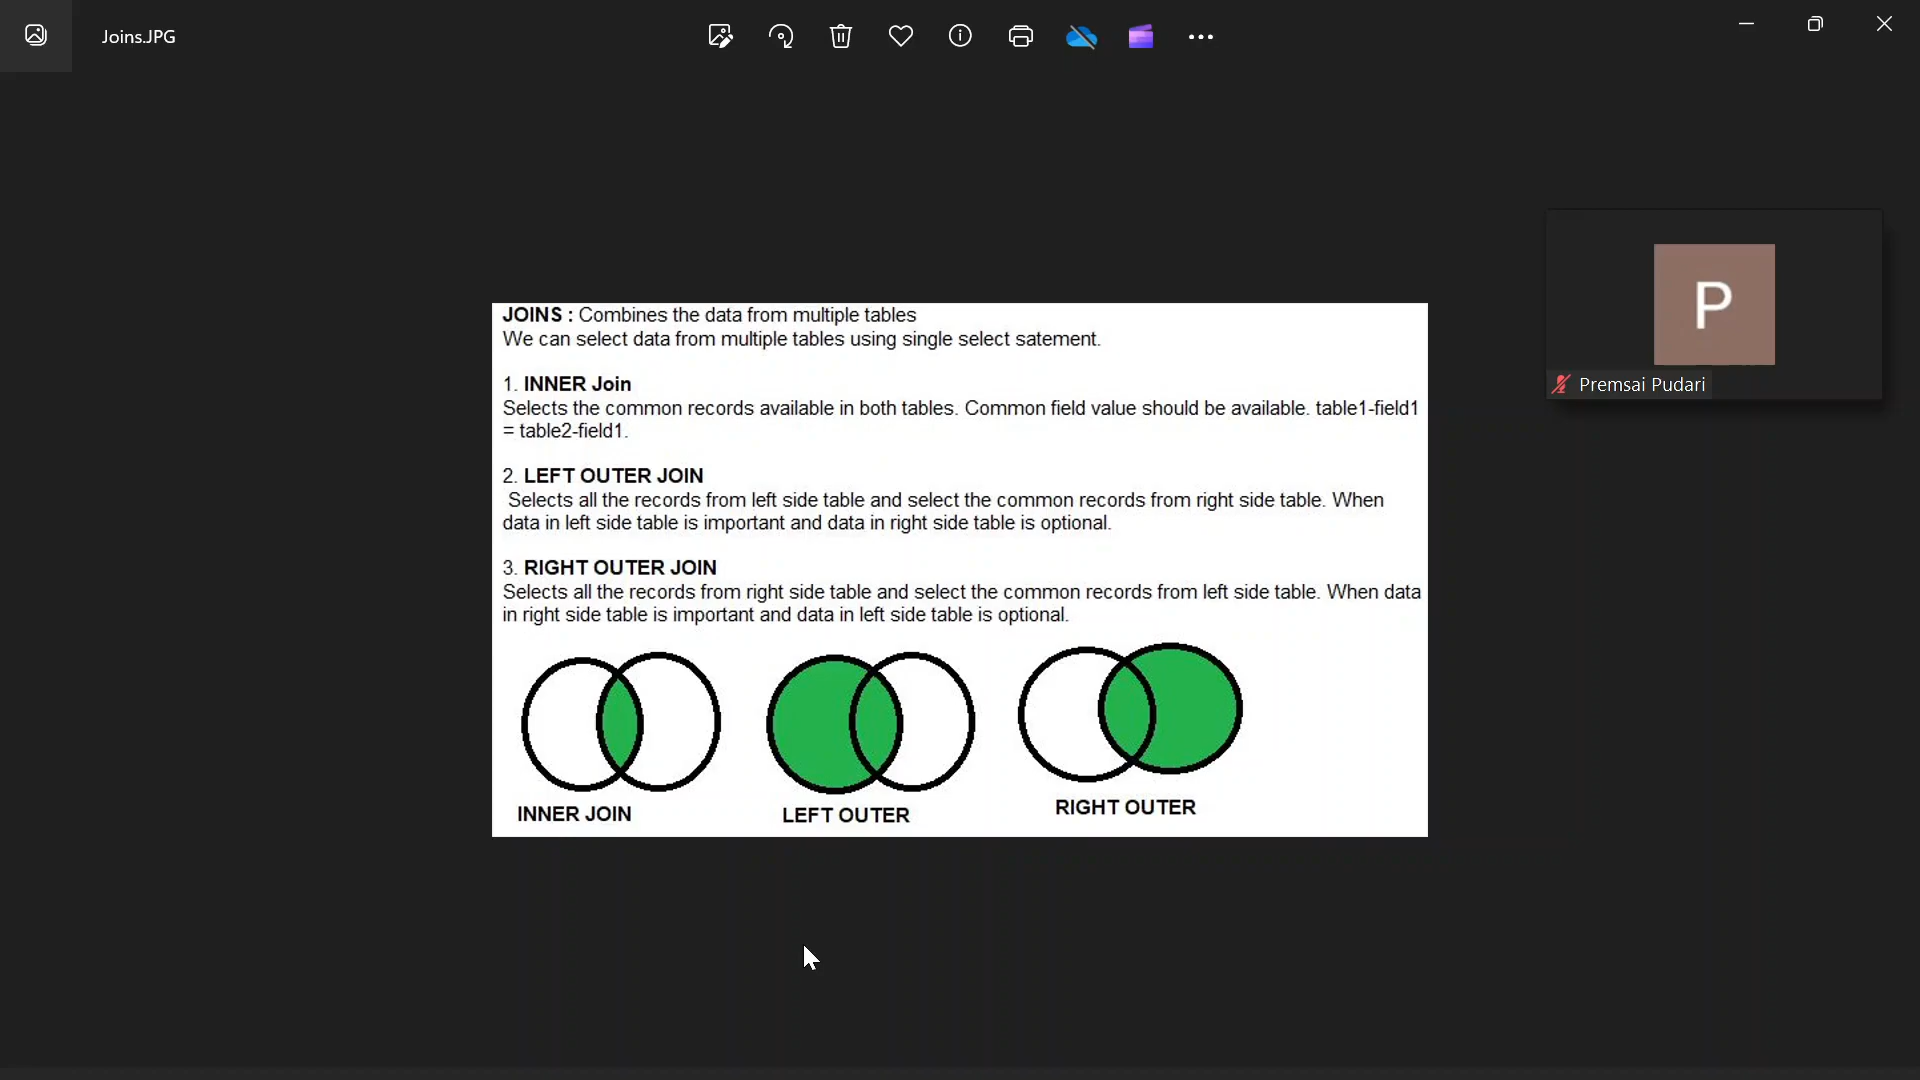 Joins.JPG
JOINS : Combines the data from multiple tables
We can select data from multiple tables using single select satement.
1. INNER Join
Selects the common records available in both tables. Common field value should be available. table1-field1
= table2-field1.
2. LEFT OUTER JOIN
Selects all the records from left side table and select the common records from right side table. When
data in left side table is important and data in right side table is optional.
3. RIGHT OUTER JOIN
Selects all the records from right side table and select the common records from left side table. When data
in right side table is important and data in left side table is optional.
INNER JOIN
LEFT OUTER
RIGHT OUTER
P
Premsai Pudari